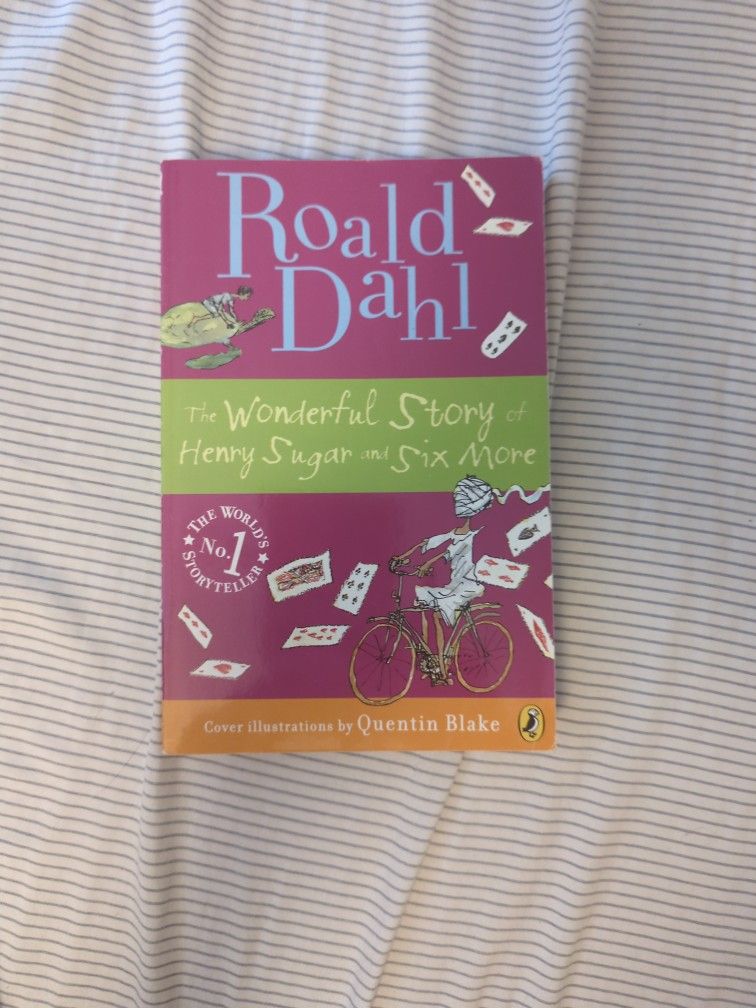 Roald
Dahl
The Wonderful Story of
Henry Sugar and Six More
THE WORLD'S
No.1
STORYTELLER
Cover illustrations by Quentin Blake